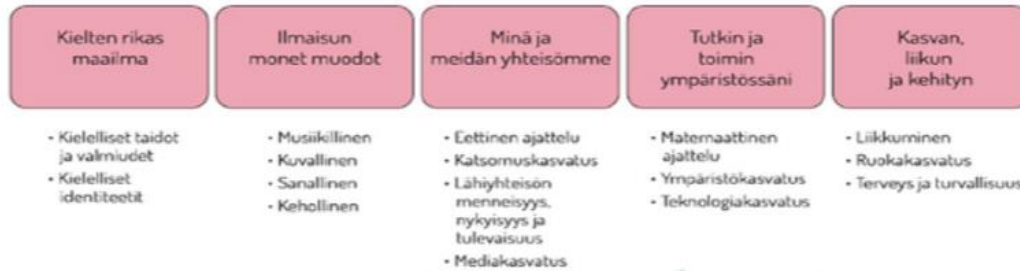 Kielten rikas
maailma
• Kielelliset taidot
ja valmiudet
• Kielelliset
identiteetit
Ilmaisun
monet muodot
• Musiikillinen
• Kuvallinen
• Sanallinen
• Kehollinen
Minä ja
meidän yhteisömme
• Eettinen ajattelu
• Katsomuskasvatus
• Lähiyhteisön
menneisyys,
nykyisyys ja
tulevaisuus
• Mediakasvatus
Tutkin ja
toimin
ympäristössäni
• Matemaattinen
ajattelu
• Ympäristökasvatus
• Teknologiakasvatus
Kasvan,
liikun
ja kehityn
• Liikkuminen
• Ruokakasvatus
• Terveys ja turvallisuus